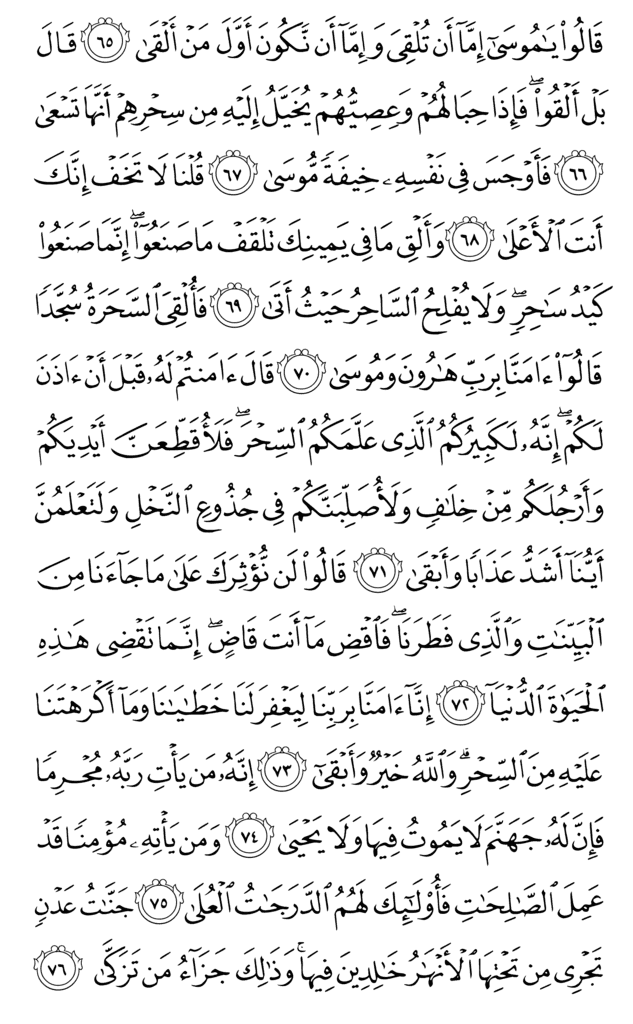 قَالُوا۟ يَـٰمُوسَىٰٓ إِمَّآ أَن تُلْقِىَ وَإِمَّآ أَن نَّكُونَ أَوَّلَ مَنْ أَلْقَىٰ ٦٥ قَالَ
بَلْ أَلْقُوا۟ ۖ فَإِذَا حِبَالُهُمْ وَعِصِيُّهُمْ يُخَيَّلُ إِلَيْهِ مِن سِحْرِهِمْ أَنَّهَا تَسْعَىٰ
٦٦ فَأَوْجَسَ فِى نَفْسِهِۦ خِيفَةً مُّوسَىٰ ٦٧ قُلْنَا لَا تَخَفْ إِنَّكَ
أَنتَ ٱلْأَعْلَىٰ ٦٨ وَأَلْقِ مَا فِى يَمِينِكَ تَلْقَفْ مَا صَنَعُوٓا۟ ۖ إِنَّمَا صَنَعُوا۟
كَيْدُ سَـٰحِرٍ ۖ وَلَا يُفْلِحُ ٱلسَّاحِرُ حَيْثُ أَتَىٰ ٦٩ فَأُلْقِىَ ٱلسَّحَرَةُ سُجَّدًا
قَالُوٓا۟ ءَامَنَّا بِرَبِّ هَـٰرُونَ وَمُوسَىٰ ٧٠ قَالَ ءَامَنتُمْ لَهُۥ قَبْلَ أَنْ ءَاذَنَ
لَكُمْ ۖ إِنَّهُۥ لَكَبِيرُكُمُ ٱلَّذِى عَلَّمَكُمُ ٱلسِّحْرَ ۖ فَلَأُقَطِّعَنَّ أَيْدِيَكُمْ
وَأَرْجُلَكُم مِّنْ خِلَـٰفٍ وَلَأُصَلِّبَنَّكُمْ فِى جُذُوعِ ٱلنَّخْلِ وَلَتَعْلَمُنَّ
أَيُّنَآ أَشَدُّ عَذَابًا وَأَبْقَىٰ ٧١ قَالُوا۟ لَن نُّؤْثِرَكَ عَلَىٰ مَا جَآءَنَا مِنَ
ٱلْبَيِّنَـٰتِ وَٱلَّذِى فَطَرَنَا ۖ فَٱقْضِ مَآ أَنتَ قَاضٍ ۖ إِنَّمَا تَقْضِى هَـٰذِهِ
ٱلْحَيَوٰةَ ٱلدُّنْيَآ ٧٢ إِنَّآ ءَامَنَّا بِرَبِّنَا لِيَغْفِرَ لَنَا خَطَـٰيَـٰنَا وَمَآ أَكْرَهْتَنَا
عَلَيْهِ مِنَ ٱلسِّحْرِ ۗ وَٱللَّهُ خَيْرٌ وَأَبْقَىٰٓ ٧٣ إِنَّهُۥ مَن يَأْتِ رَبَّهُۥ مُجْرِمًا
فَإِنَّ لَهُۥ جَهَنَّمَ لَا يَمُوتُ فِيهَا وَلَا يَحْيَىٰ ٧٤ وَمَن يَأْتِهِۦ مُؤْمِنًا قَدْ
عَمِلَ ٱلصَّـٰلِحَـٰتِ فَأُو۟لَـٰٓئِكَ لَهُمُ ٱلدَّرَجَـٰتُ ٱلْعُلَىٰ ٧٥ جَنَّـٰتُ عَدْنٍ
تَجْرِى مِن تَحْتِهَا ٱلْأَنْهَـٰرُ خَـٰلِدِينَ فِيهَا ۚ وَذَٰلِكَ جَزَآءُ مَن تَزَكَّىٰ ٧٦